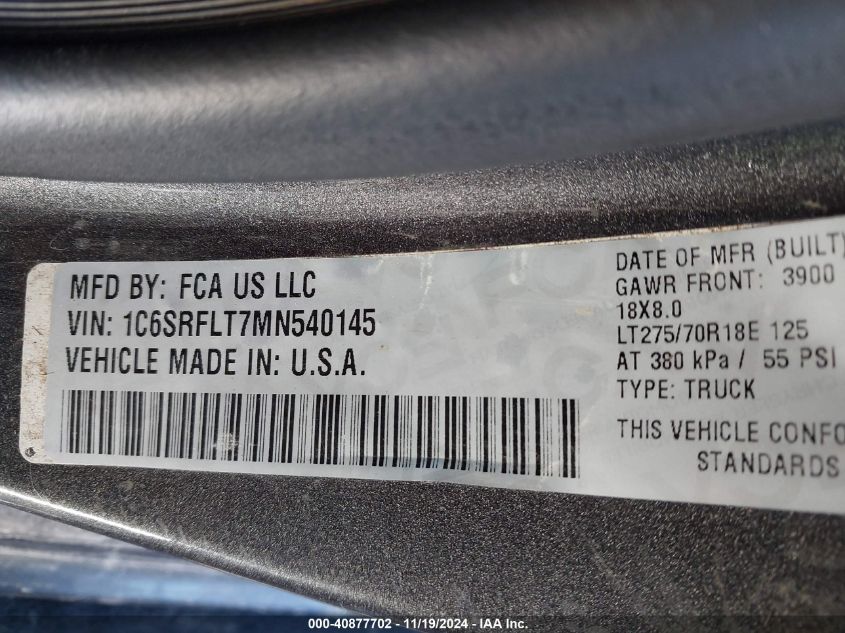 MFD BY: FCA US LLC
VIN: 1C6SRFLT7MN540145
VEHICLE MADE IN: U.S.A.
DATE OF MFR (BUILT)
GAWR FRONT: 3900
18X8.0
LT275/70R18E 125
AT 380 kPa / 55 PSI
TYPE: TRUCK
THIS VEHICLE CONFO
STANDARDS
000-40877702 - 11/19/2024 - IAA Inc.